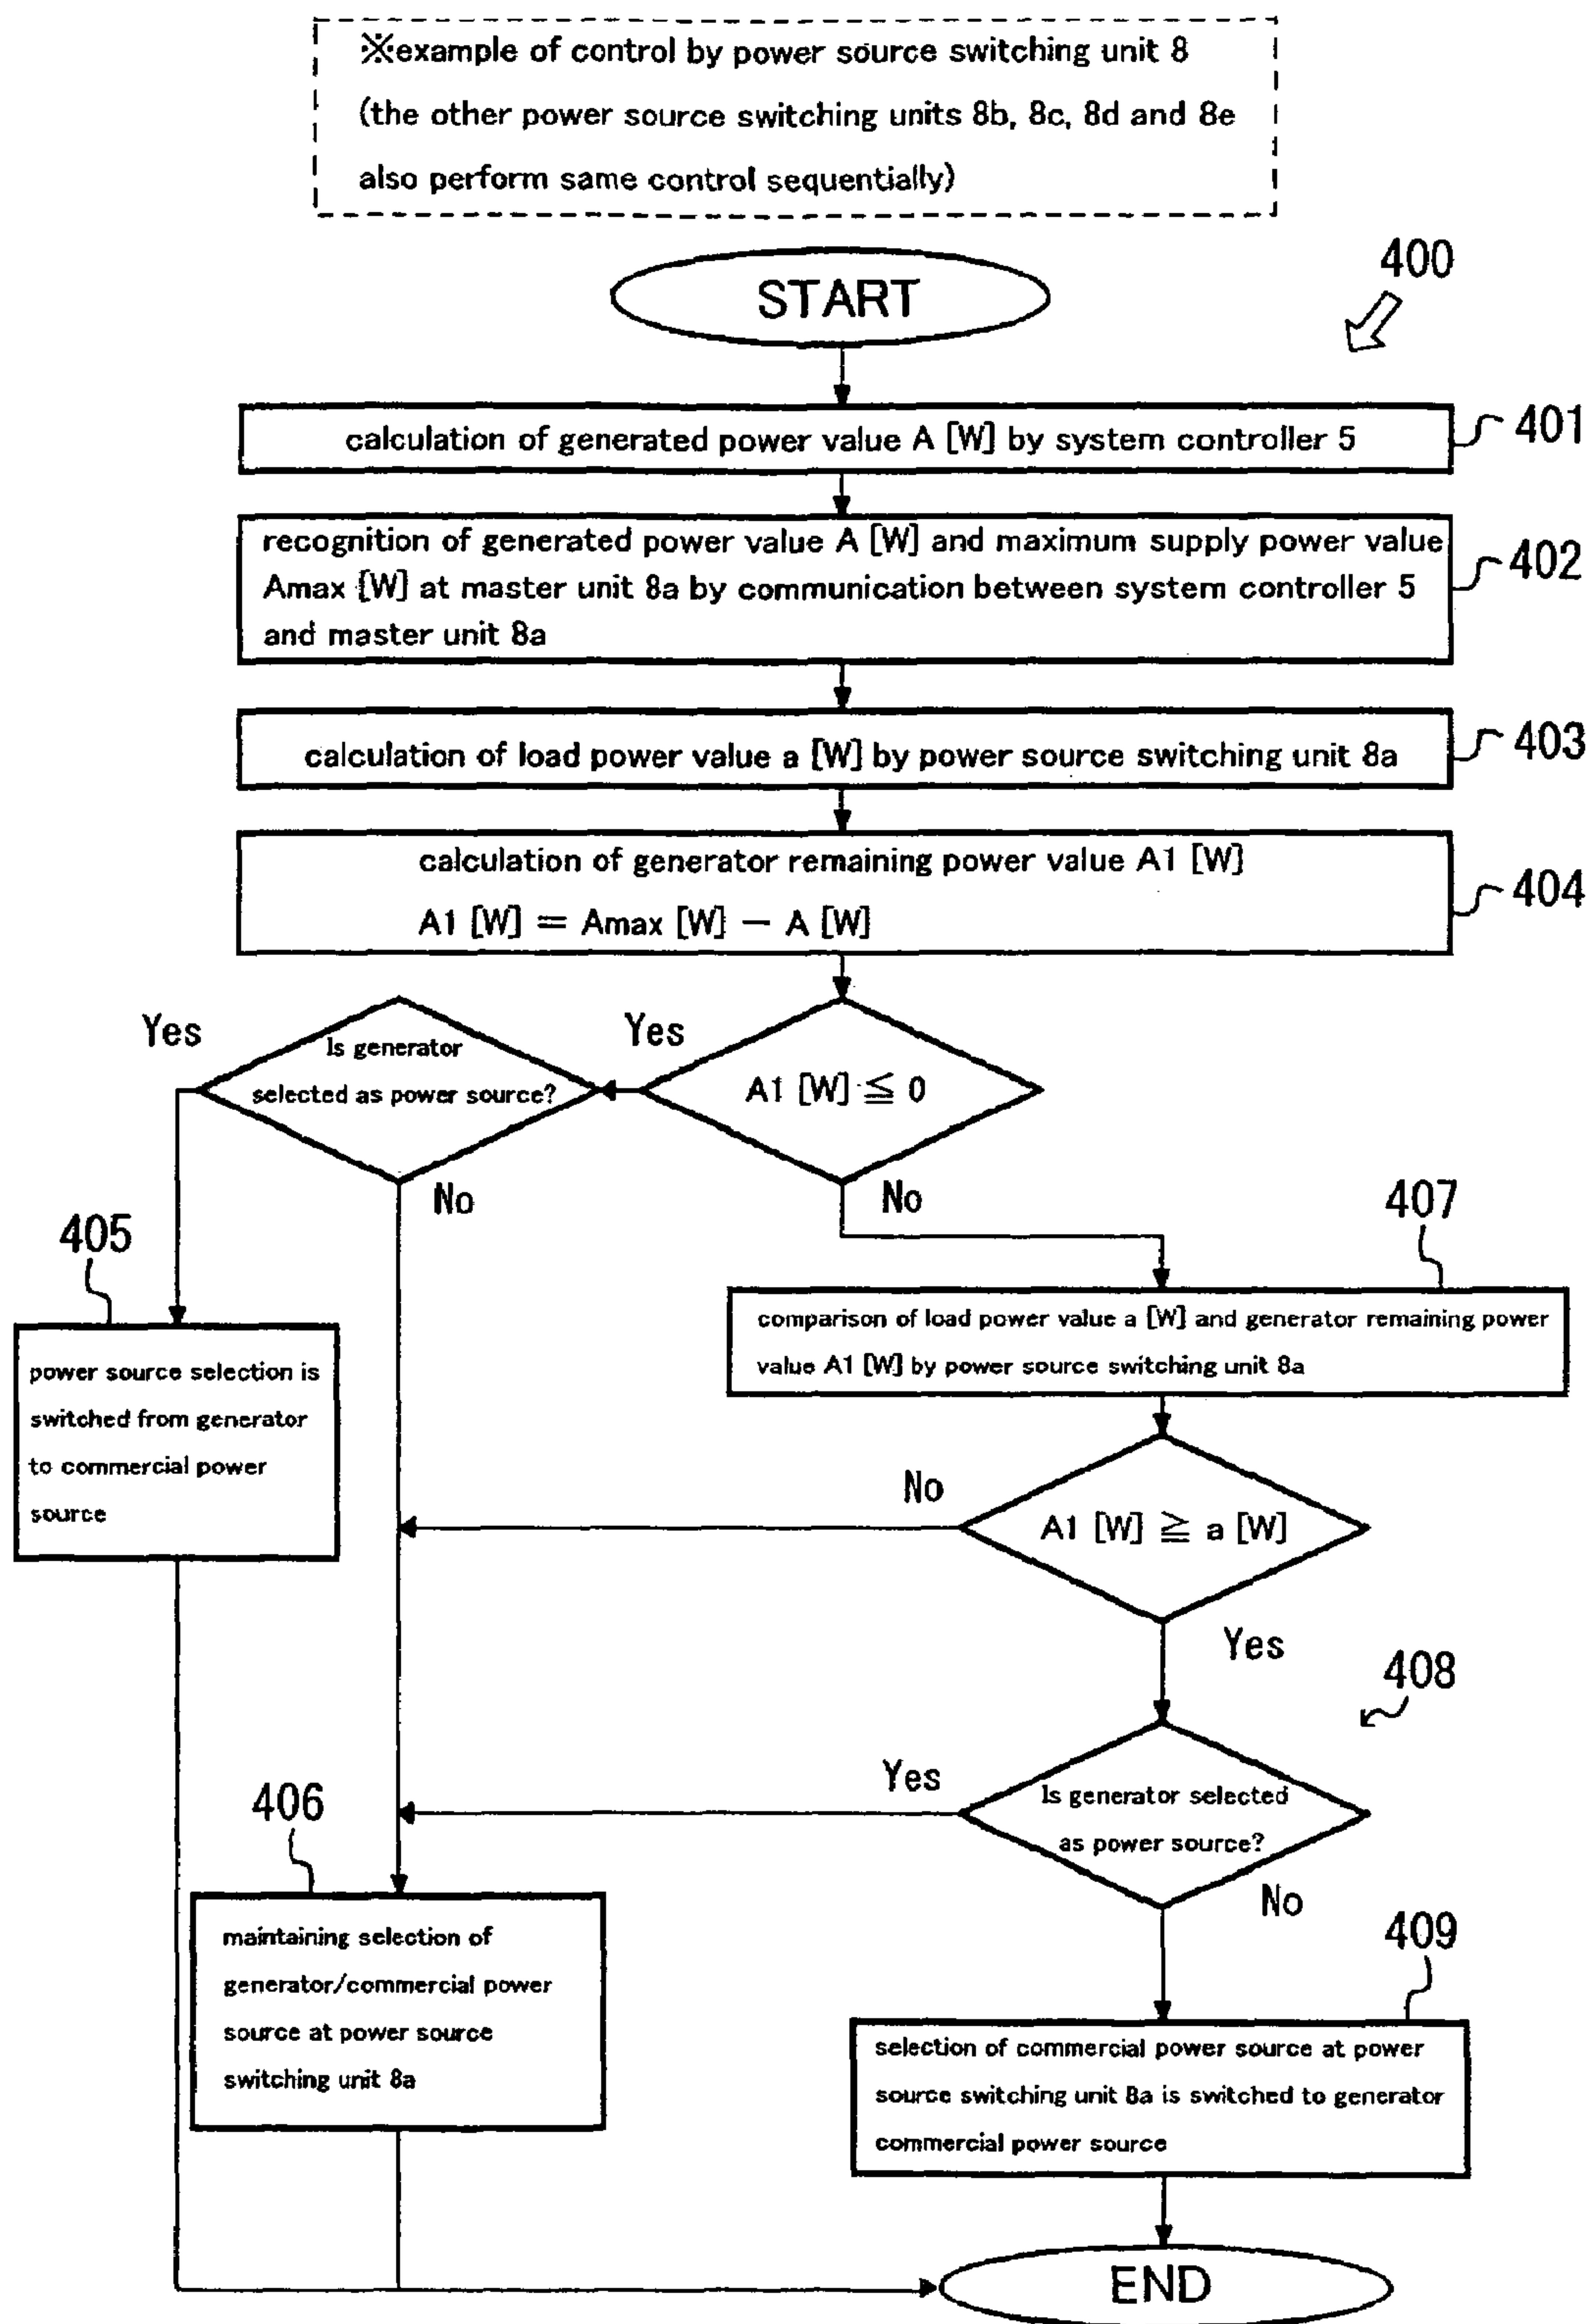 ※example of control by power source switching unit 8
(the other power source switching units 8b, 8c, 8d and 8e
also perform same control sequentially)
400
START
calculation of generated power value A [W] by system controller 5
401
recognition of generated power value A [W] and maximum supply power value
Amax [W] at master unit 8a by communication between system controller 5
and master unit 8a
402
calculation of load power value a [W] by power source switching unit 8a
403
calculation of generator remaining power value A1 [W]
A1 [W] = Amax [W] − A [W]
404
Yes
Is generator
selected as power source?
Yes
A1 [W] ≦ 0
No
No
405
407
power source selection is
switched from generator
to commercial power
source
comparison of load power value a [W] and generator remaining power
value A1 [W] by power source switching unit 8a
No
A1 [W] ≧ a [W]
Yes
408
Yes
Is generator selected
as power source?
No
406
maintaining selection of
generator/commercial power
source at power source
switching unit 8a
409
selection of commercial power source at power
source switching unit 8a is switched to generator
commercial power source
END